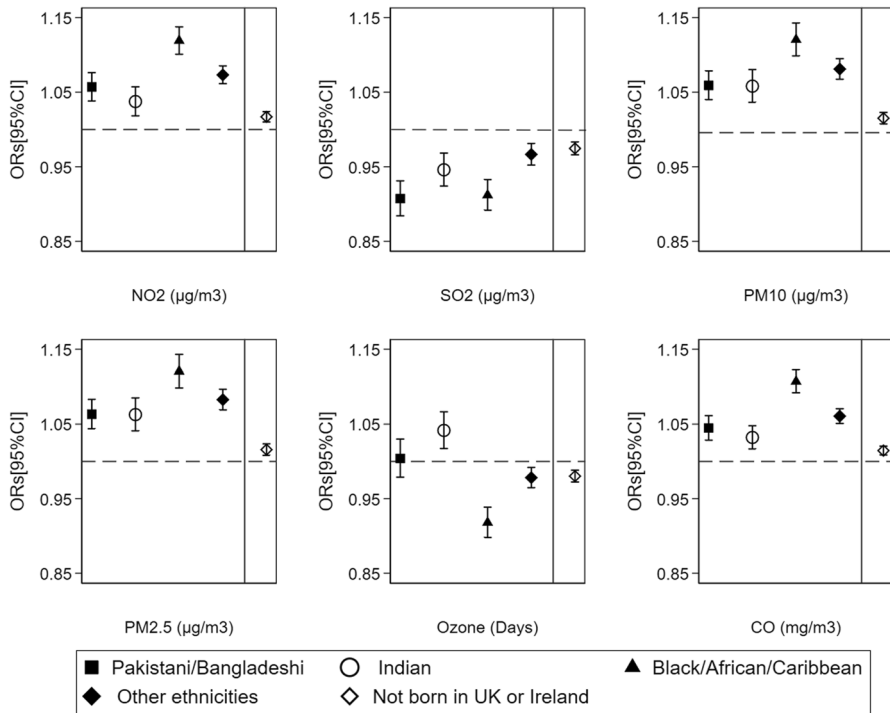 1.15 1.15 1.15
1.05 1.05 1.05
0.95 0.95 0.95
0.85 0.85 0.85
ORs[95%CI] ORs[95%CI] ORs[95%CI]
NO2 (µg/m3) SO2 (µg/m3) PM10 (µg/m3)
1.15 1.15 1.15
1.05 1.05 1.05
0.95 0.95 0.95
0.85 0.85 0.85
ORs[95%CI] ORs[95%CI] ORs[95%CI]
PM2.5 (µg/m3) Ozone (Days) CO (mg/m3)
Pakistani/Bangladeshi Indian Black/African/Caribbean
Other ethnicities Not born in UK or Ireland